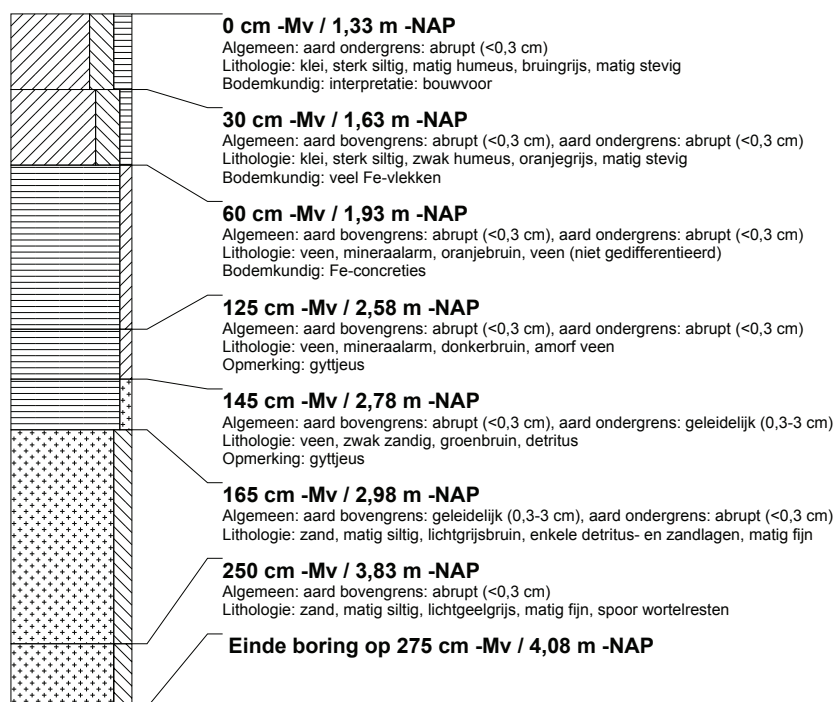 0 cm -Mv / 1,33 m -NAP
Algemeen: aard ondergrens: abrupt (<0,3 cm)
Lithologie: klei, sterk siltig, matig humeus, bruingrijs, matig stevig
Bodemkundig: interpretatie: bouwvoor
30 cm -Mv / 1,63 m -NAP
Algemeen: aard bovengrens: abrupt (<0,3 cm), aard ondergrens: abrupt (<0,3 cm)
Lithologie: klei, sterk siltig, zwak humeus, oranjegrijs, matig stevig
Bodemkundig: veel Fe-vlekken
60 cm -Mv / 1,93 m -NAP
Algemeen: aard bovengrens: abrupt (<0,3 cm), aard ondergrens: abrupt (<0,3 cm)
Lithologie: veen, mineraalarm, oranjebruin, veen (niet gedifferentieerd)
Bodemkundig: Fe-concreties
125 cm -Mv / 2,58 m -NAP
Algemeen: aard bovengrens: abrupt (<0,3 cm), aard ondergrens: abrupt (<0,3 cm)
Lithologie: veen, mineraalarm, donkerbruin, amorf veen
Opmerking: gyttjeus
145 cm -Mv / 2,78 m -NAP
Algemeen: aard bovengrens: abrupt (<0,3 cm), aard ondergrens: geleidelijk (0,3-3 cm)
Lithologie: veen, zwak zandig, groenbruin, detritus
Opmerking: gyttjeus
165 cm -Mv / 2,98 m -NAP
Algemeen: aard bovengrens: geleidelijk (0,3-3 cm), aard ondergrens: abrupt (<0,3 cm)
Lithologie: zand, matig siltig, lichtgrijsbruin, enkele detritus- en zandlagen, matig fijn
250 cm -Mv / 3,83 m -NAP
Algemeen: aard bovengrens: abrupt (<0,3 cm)
Lithologie: zand, matig siltig, lichtgeelgrijs, matig fijn, spoor wortelresten
Einde boring op 275 cm -Mv / 4,08 m -NAP